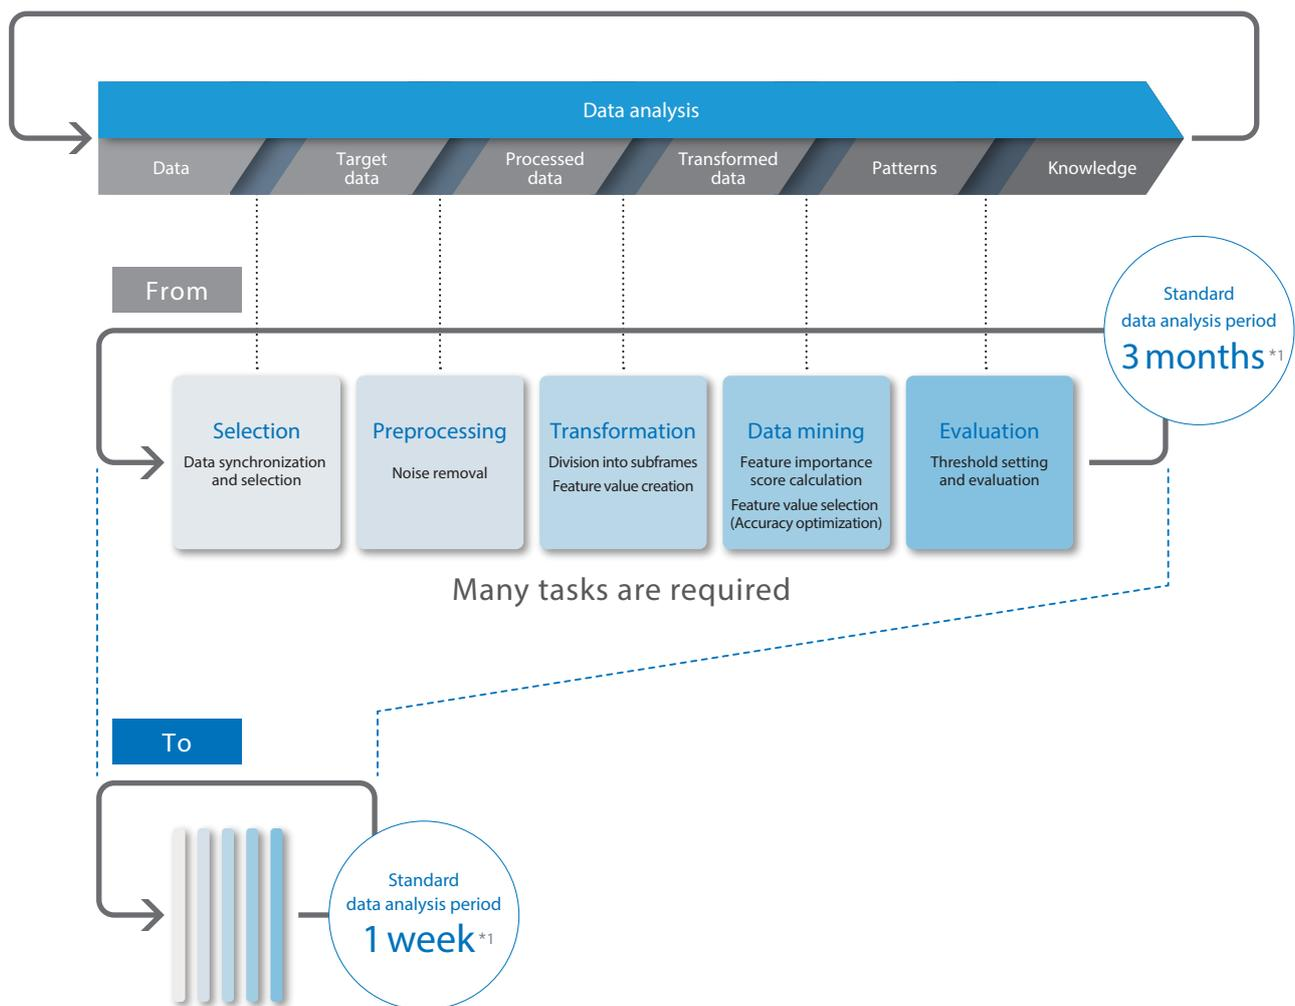 Data analysis
Data
Target
data
Processed
data
Transformed
data
Patterns
Knowledge
From
Standard
data analysis period
3 months *1
Selection
Data synchronization
and selection
Preprocessing
Noise removal
Transformation
Division into subframes
Feature value creation
Data mining
Feature importance
score calculation
Feature value selection
(Accuracy optimization)
Evaluation
Threshold setting
and evaluation
Many tasks are required
To
Standard
data analysis period
1 week *1